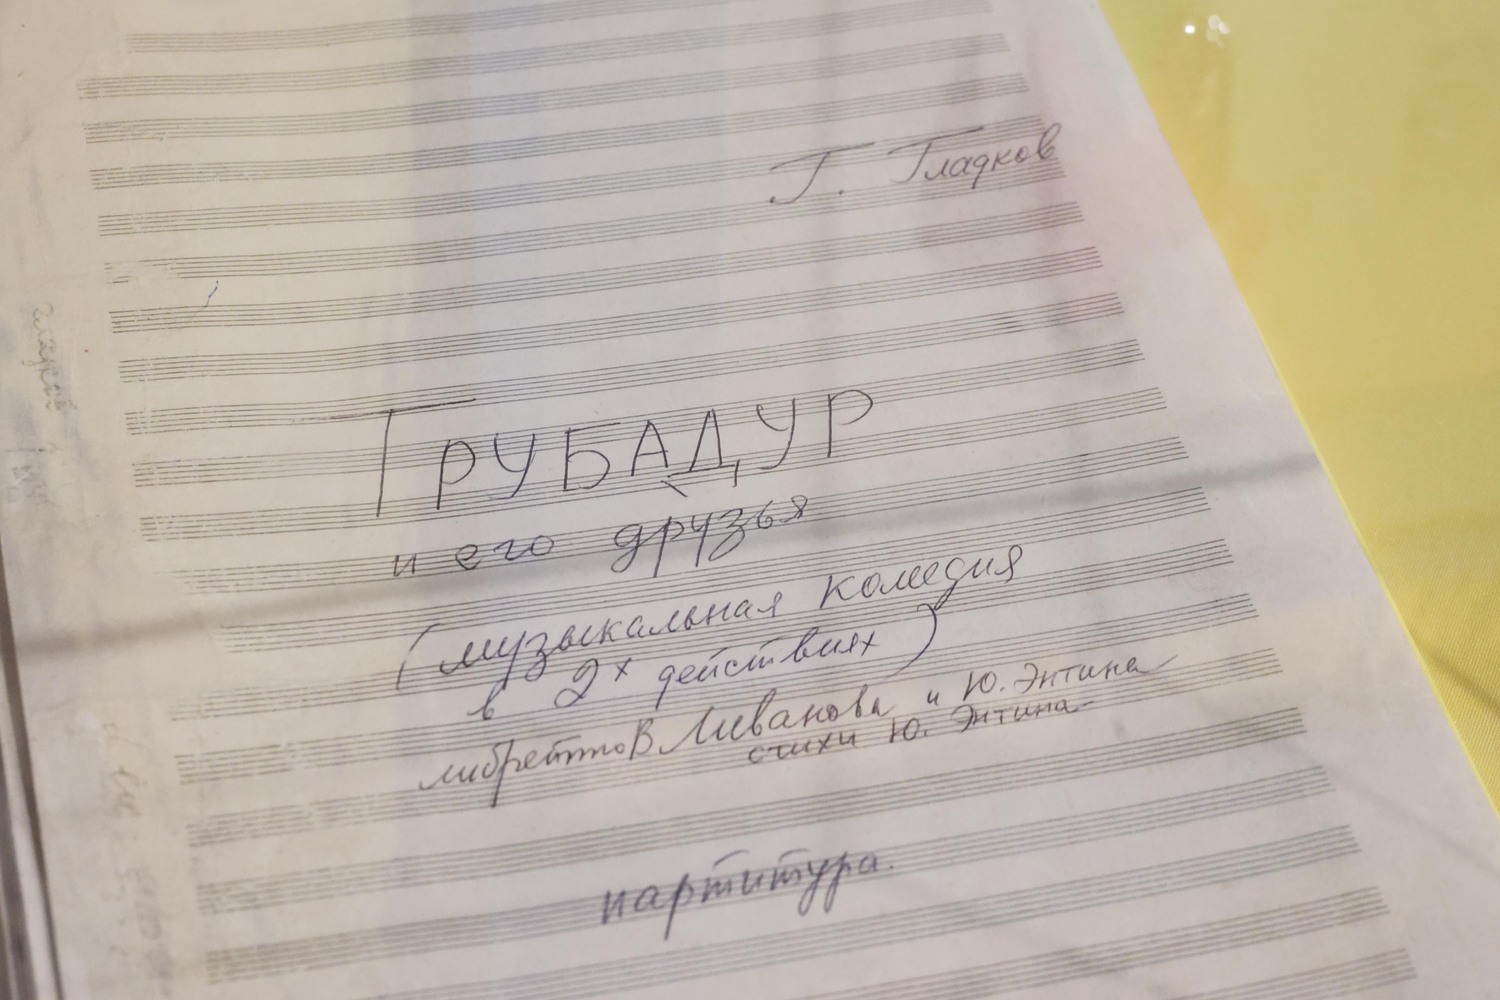 Г. Гладков
ТРУБАДУР
и его друзья
(музыкальная комедия
в 2х действиях)
либретто В Ливанова и Ю. Энтина
стихи Ю. Энтина
партитура.